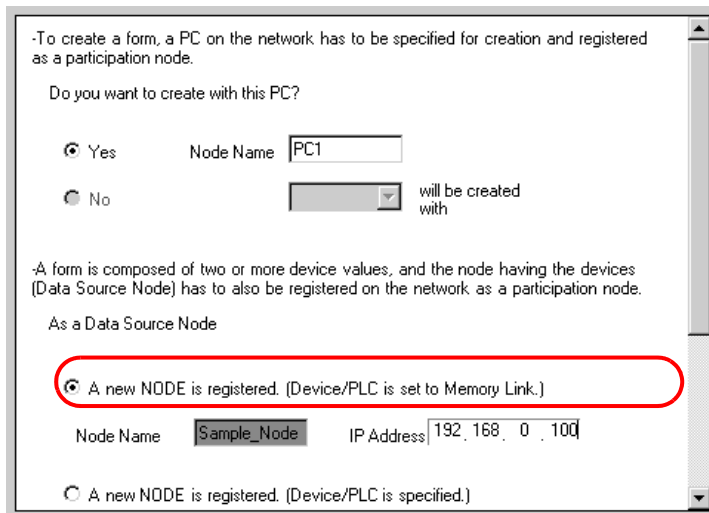 -To create a form, a PC on the network has to be specified for creation and registered
as a participation node.
Do you want to create with this PC?
Yes Node Name PC1
No will be created
with
-A form is composed of two or more device values, and the node having the devices
(Data Source Node) has to also be registered on the network as a participation node.
As a Data Source Node
A new NODE is registered. (Device/PLC is set to Memory Link.)
Node Name Sample_Node IP Address 192 . 168 . 0 . 100
A new NODE is registered. (Device/PLC is specified.)